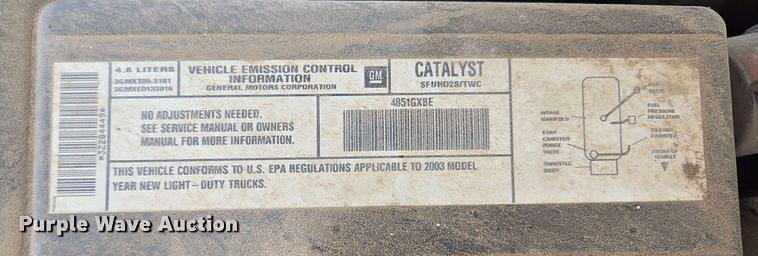 4.8 LITERS
3GMXT05.3181
3GMXE0133016
VEHICLE EMISSION CONTROL
INFORMATION
GENERAL MOTORS CORPORATION
GM
CATALYST
SFI/HO2S/TWC
*32284449*
NO ADJUSTMENTS NEEDED.
SEE SERVICE MANUAL OR OWNERS
MANUAL FOR MORE INFORMATION.
4851GXBE
THIS VEHICLE CONFORMS TO U.S. EPA REGULATIONS APPLICABLE TO 2003 MODEL
YEAR NEW LIGHT-DUTY TRUCKS.
INTAKE
MANIFOLD
EVAP
CANISTER
PURGE
VALVE
THROTTLE
BODY
FUEL
PRESSURE
REGULATOR
TO EVAP
CANISTER
FRONT OF
VEHICLE
Purple Wave Auction